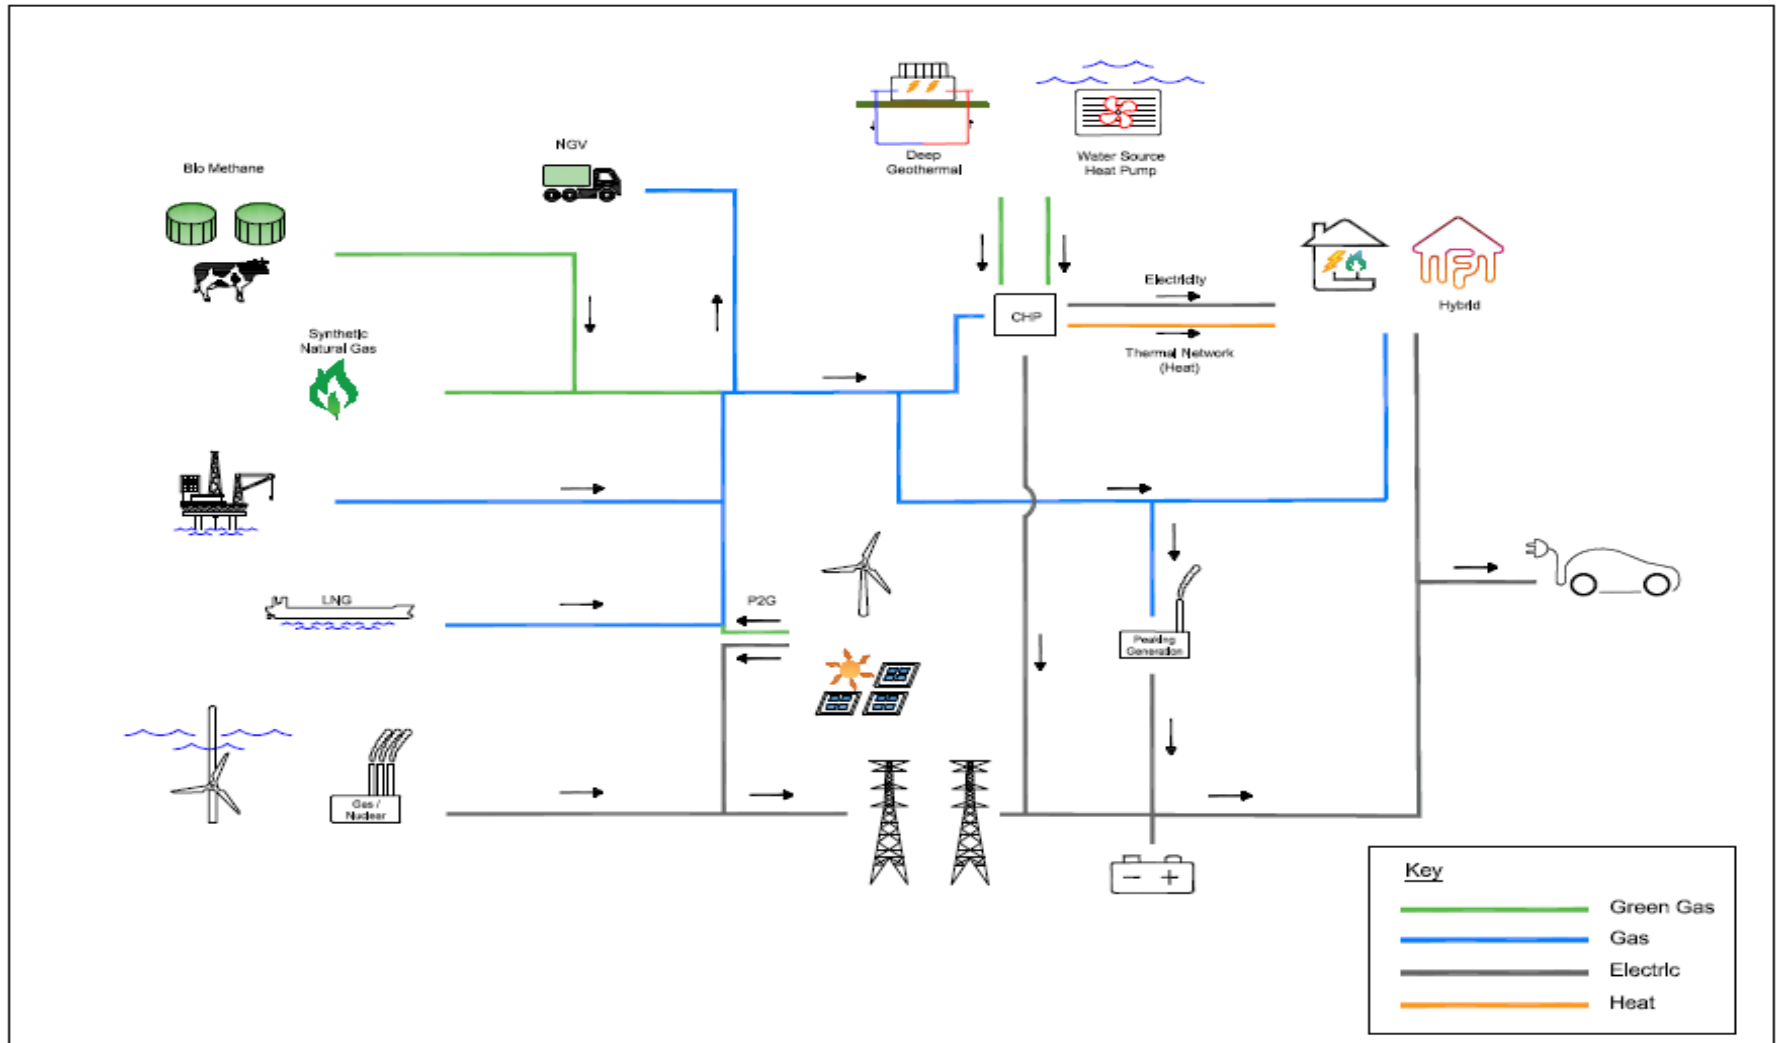 Bio Methane
NGV
Deep
Geothermal
Water Source
Heat Pump
Synthetic
Natural Gas
CHP
Electricity
Thermal Network
(Heat)
Hybrid
LNG
P2G
Peaking
Generation
Gas /
Nuclear
Key
Green Gas
Gas
Electric
Heat